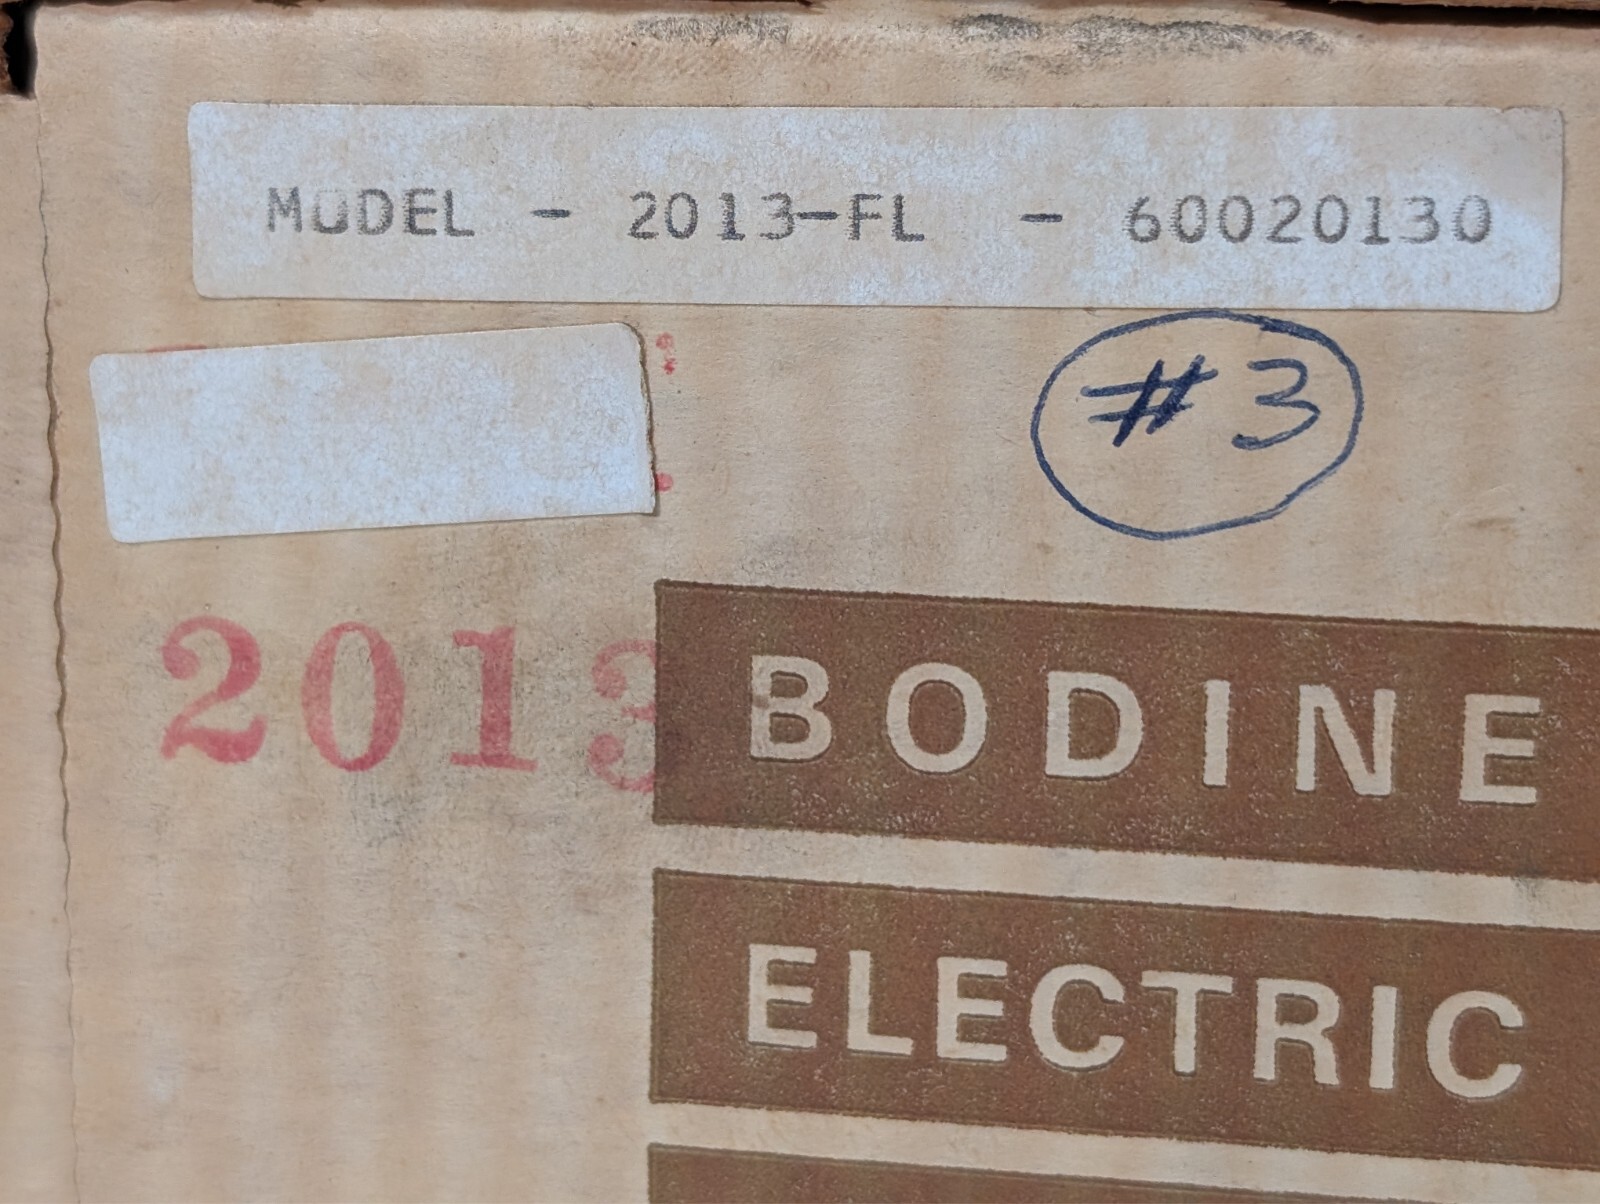 MODEL - 2013-FL - 60020130
#3
2013
BODINE
ELECTRIC